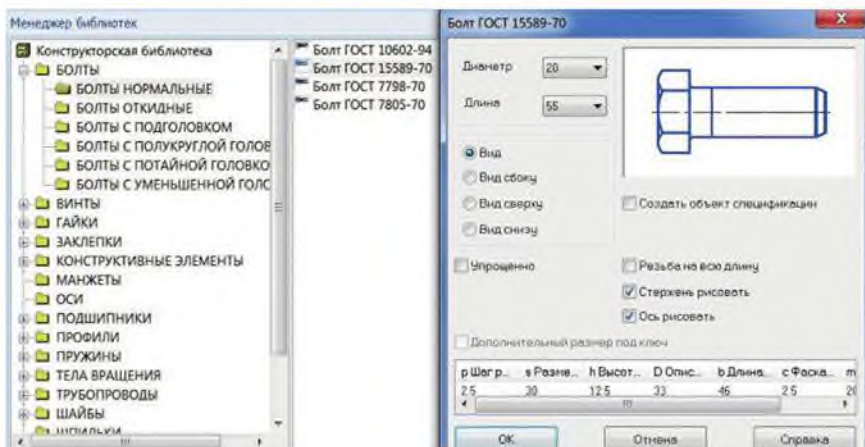 Менеджер библиотек
Конструкторская библиотека
БОЛТЫ
БОЛТЫ НОРМАЛЬНЫЕ
БОЛТЫ ОТКИДНЫЕ
БОЛТЫ С ПОДГОЛОВКОМ
БОЛТЫ С ПОЛУКРУГЛОЙ ГОЛОВ
БОЛТЫ С ПОТАЙНОЙ ГОЛОВКО
БОЛТЫ С УМЕНЬШЕННОЙ ГОЛС
ВИНТЫ
ГАЙКИ
ЗАКЛЕПКИ
КОНСТРУКТИВНЫЕ ЭЛЕМЕНТЫ
МАНЖЕТЫ
ОСИ
ПОДШИПНИКИ
ПРОФИЛИ
ПРУЖИНЫ
ТЕЛА ВРАЩЕНИЯ
ТРУБОПРОВОДЫ
ШАЙБЫ
ШПИЛЬКИ
Болт ГОСТ 10602-94
Болт ГОСТ 15589-70
Болт ГОСТ 7798-70
Болт ГОСТ 7805-70
Болт ГОСТ 15589-70
Диаметр 20
Длина 55
Вид
Вид сбоку
Вид сверху
Вид снизу
Создать объект спецификации
Упрощенно
Резьба на всю длину
Стержень рисовать
Ось рисовать
Дополнительный размер под ключ
p Шаг р... s Разме... h Высот... D Опис... b Длина... c Фаска... m
2.5 30 12.5 33 46 2.5
OK Отмена Справка